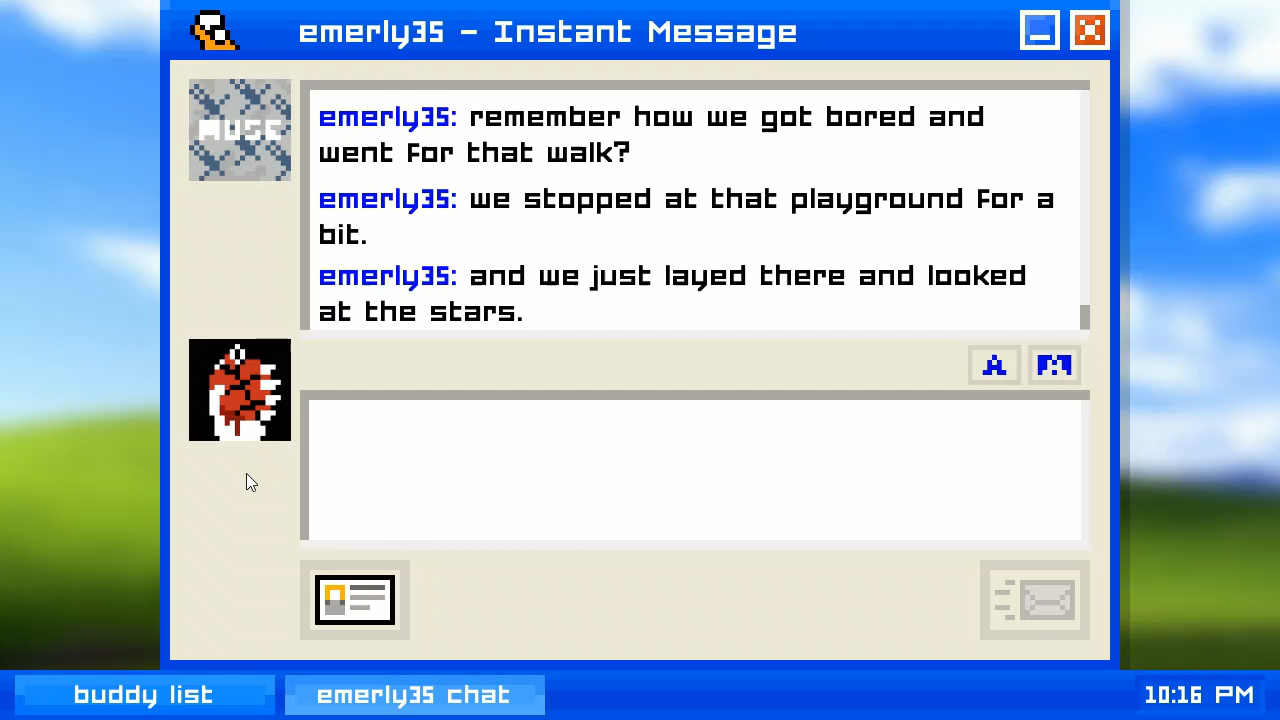 emerly35 - Instant Message
MUSE
emerly35: remember how we got bored and
went for that walk?
emerly35: we stopped at that playground for a
bit.
emerly35: and we just layed there and looked
at the stars.
A
buddy list
emerly35 chat
10:16 PM